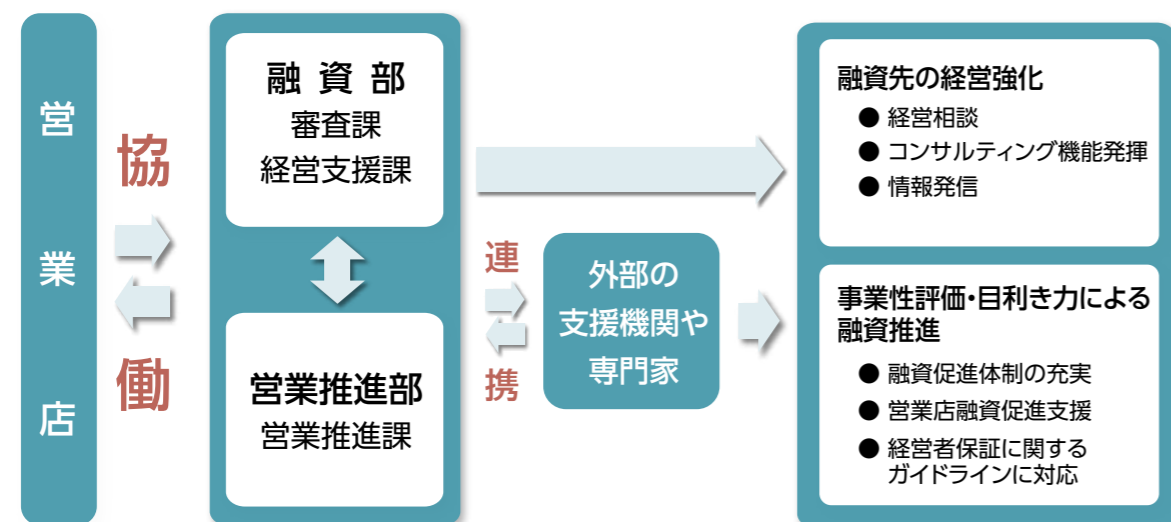 営業店
協働
融資部
審査課
経営支援課
営業推進部
営業推進課
連携
外部の
支援機関や
専門家
融資先の経営強化
● 経営相談
● コンサルティング機能発揮
● 情報発信
事業性評価・目利き力による
融資推進
● 融資促進体制の充実
● 営業店融資促進支援
● 経営者保証に関する
ガイドラインに対応